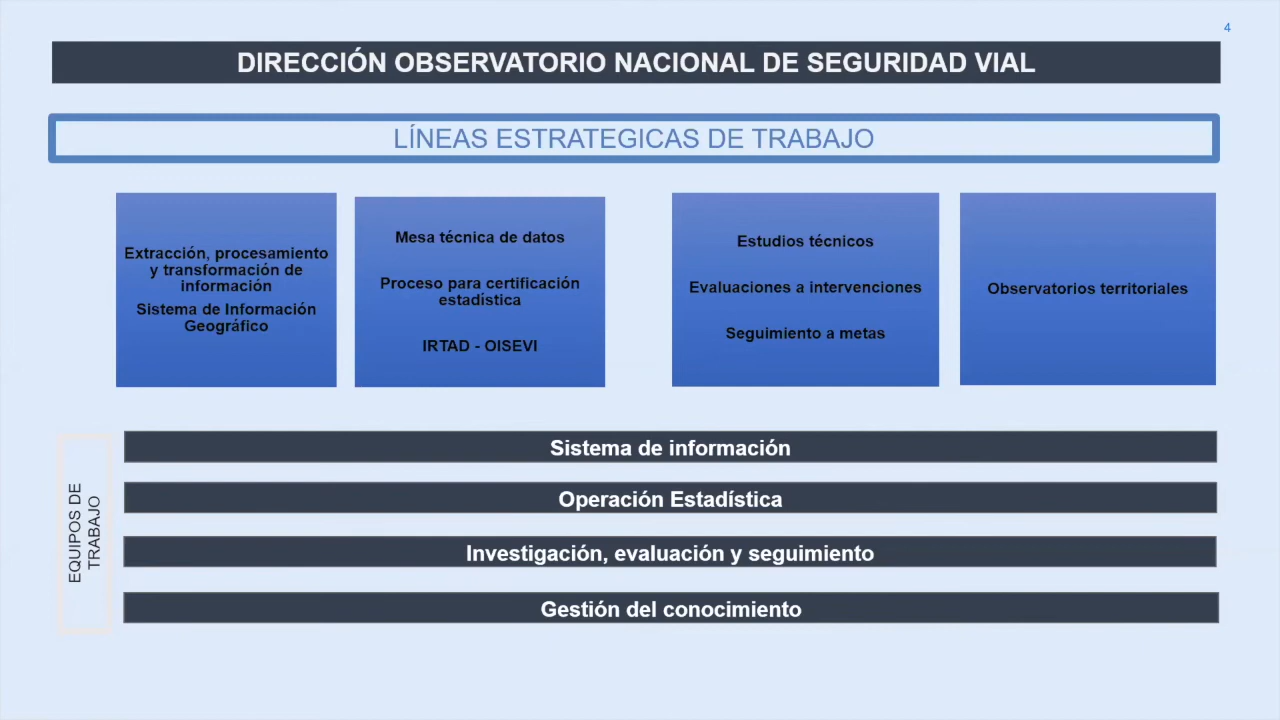 4
DIRECCIÓN OBSERVATORIO NACIONAL DE SEGURIDAD VIAL
LÍNEAS ESTRATEGICAS DE TRABAJO
Extracción, procesamiento
y transformación de
información
Sistema de Información
Geográfico
Mesa técnica de datos
Proceso para certificación
estadística
IRTAD - OISEVI
Estudios técnicos
Evaluaciones a intervenciones
Seguimiento a metas
Observatorios territoriales
EQUIPOS DE
TRABAJO
Sistema de información
Operación Estadística
Investigación, evaluación y seguimiento
Gestión del conocimiento